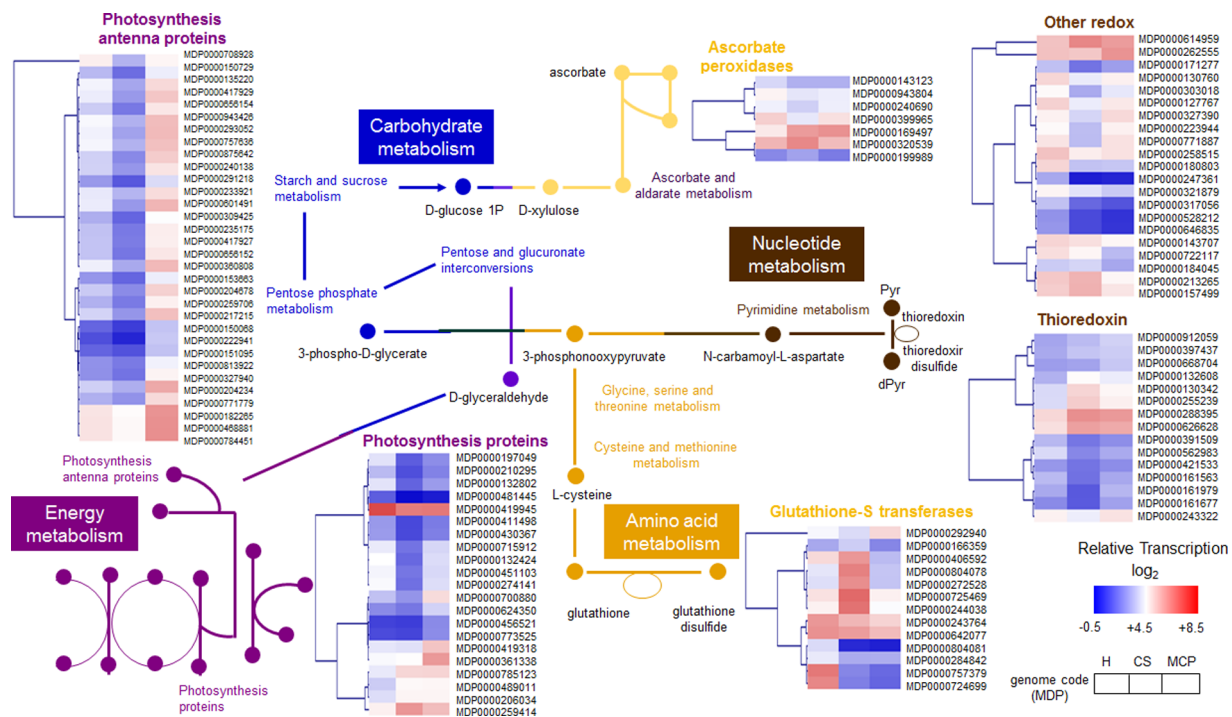 Photosynthesis
antenna proteins
MDP0000708928
MDP0000150729
MDP0000135220
MDP0000417929
MDP0000656154
MDP0000943426
MDP0000293052
MDP0000757636
MDP0000875642
MDP0000240138
MDP0000291218
MDP0000233921
MDP0000601491
MDP0000309425
MDP0000235175
MDP0000417927
MDP0000656152
MDP0000360808
MDP0000153663
MDP0000204678
MDP0000259706
MDP0000217215
MDP0000150068
MDP0000222941
MDP0000151095
MDP0000813922
MDP0000327940
MDP0000204234
MDP0000771779
MDP0000182265
MDP0000468881
MDP0000784451
Carbohydrate
metabolism
Starch and sucrose
metabolism
D-glucose 1P
D-xylulose
ascorbate
Ascorbate and
aldarate metabolism
Pentose and glucuronate
interconversions
Pentose phosphate
metabolism
3-phospho-D-glycerate
D-glyceraldehyde
3-phosphonooxypyruvate
Ascorbate
peroxidases
MDP0000143123
MDP0000943804
MDP0000240690
MDP0000399965
MDP0000169497
MDP0000320539
MDP0000199989
Nucleotide
metabolism
Pyrimidine metabolism
N-carbamoyl-L-aspartate
Pyr
thioredoxin
thioredoxir
disulfide
dPyr
Other redox
MDP0000614959
MDP0000262555
MDP0000171277
MDP0000130760
MDP0000303018
MDP0000127767
MDP0000327390
MDP0000223944
MDP0000771887
MDP0000258515
MDP0000180803
MDP0000247361
MDP0000321879
MDP0000317056
MDP0000528212
MDP0000646835
MDP0000143707
MDP0000722117
MDP0000184045
MDP0000213265
MDP0000157499
Thioredoxin
MDP0000912059
MDP0000397437
MDP0000668704
MDP0000132608
MDP0000130342
MDP0000255239
MDP0000288395
MDP0000626628
MDP0000391509
MDP0000562983
MDP0000421533
MDP0000161563
MDP0000161979
MDP0000161677
MDP0000243322
Glycine, serine and
threonine metabolism
Cysteine and methionine
metabolism
L-cysteine
Amino acid
metabolism
glutathione
glutathione
disulfide
Photosynthesis
antenna proteins
Energy
metabolism
Photosynthesis
proteins
Photosynthesis proteins
MDP0000197049
MDP0000210295
MDP0000132802
MDP0000481445
MDP0000419945
MDP0000411498
MDP0000430367
MDP0000715912
MDP0000132424
MDP0000451103
MDP0000274141
MDP0000700880
MDP0000624350
MDP0000456521
MDP0000773525
MDP0000419318
MDP0000361338
MDP0000785123
MDP0000489011
MDP0000206034
MDP0000259414
Glutathione-S transferases
MDP0000292940
MDP0000166359
MDP0000406592
MDP0000804078
MDP0000272528
MDP0000725469
MDP0000244038
MDP0000243764
MDP0000642077
MDP0000804081
MDP0000284842
MDP0000757379
MDP0000724699
Relative Transcription
log2
-0.5 +4.5 +8.5
H CS MCP
genome code
(MDP)